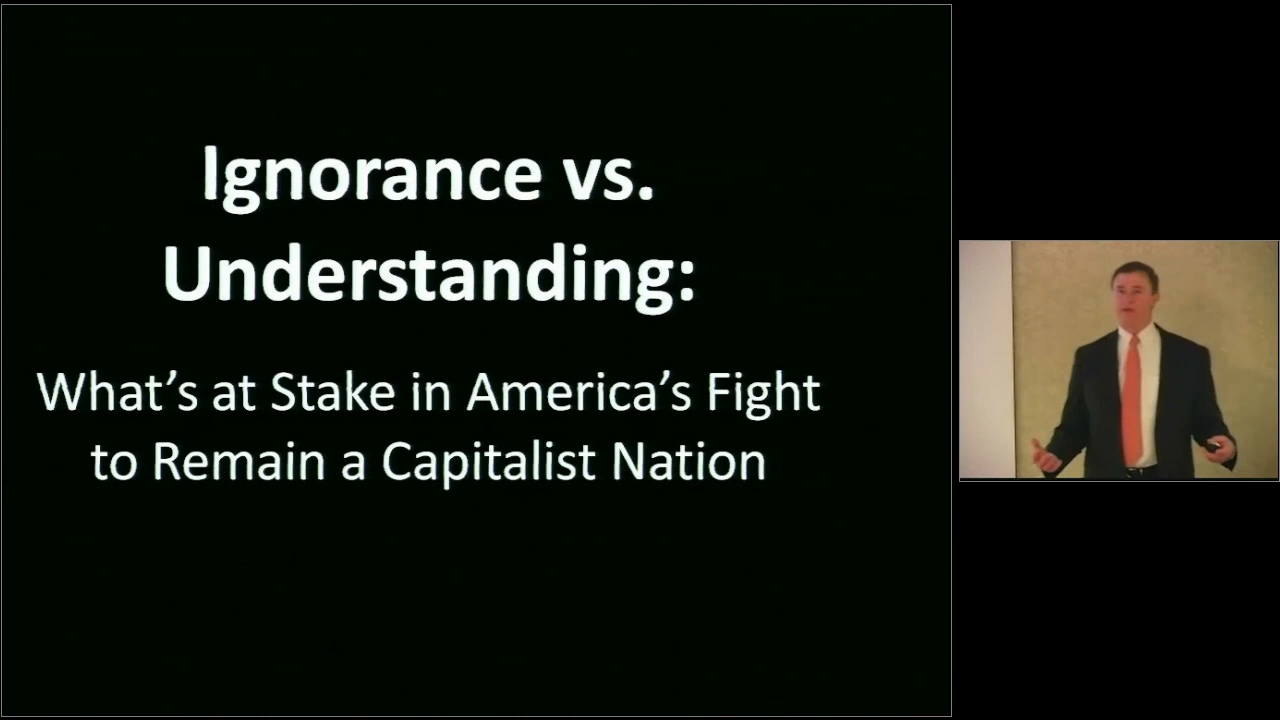 Ignorance vs.
Understanding:
What's at Stake in America's Fight
to Remain a Capitalist Nation